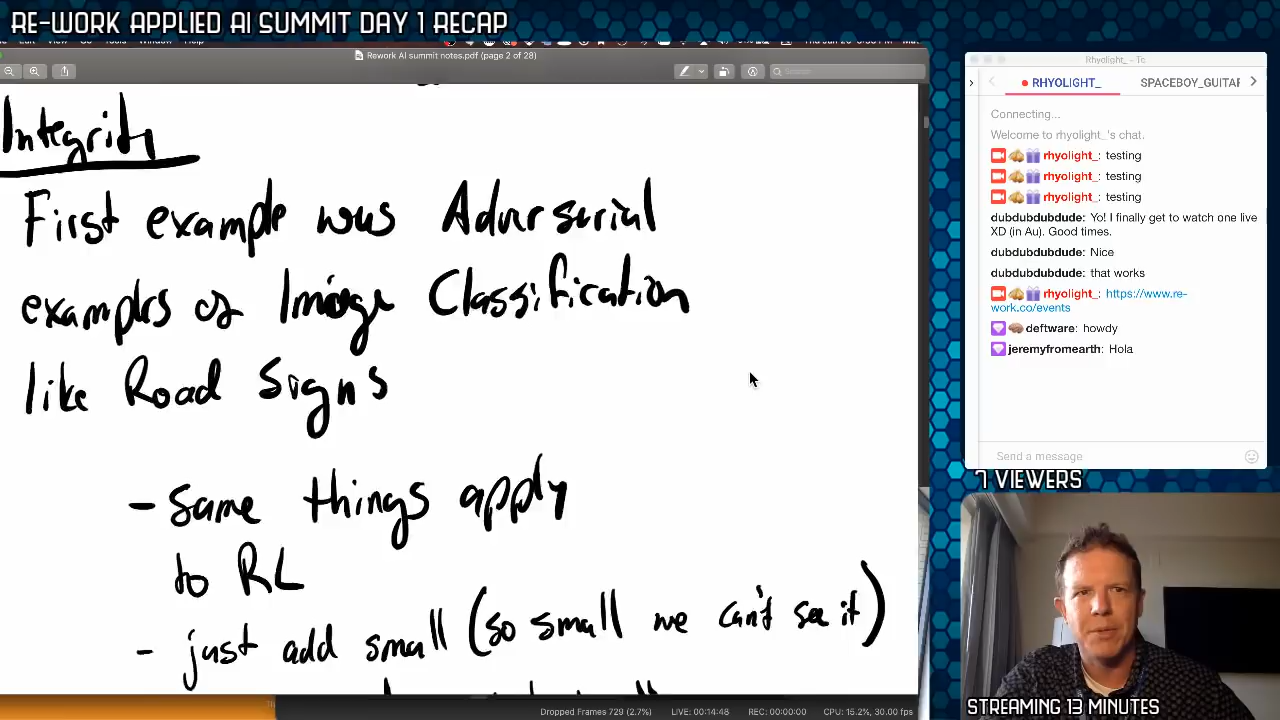 RE-WORK APPLIED AI SUMMIT DAY 1 RECAP
Rework AI summit notes.pdf (page 2 of 28)
Search
Integrity
First example was Adverserial
examples of Image Classification
like Road Signs
- same things apply
to RL
- just add small (so small we can't see it)
Rhyolight_ - Tc
RHYOLIGHT_
SPACEBOY_GUITAR
Connecting...
Welcome to rhyolight_'s chat.
rhyolight_: testing
rhyolight_: testing
rhyolight_: testing
dubdubdubdude: Yo! I finally get to watch one live
XD (in Au). Good times.
dubdubdubdude: Nice
dubdubdubdude: that works
rhyolight_: https://www.re-
work.co/events
deftware: howdy
jeremyfromearth: Hola
Send a message
7 VIEWERS
STREAMING 13 MINUTES
Dropped Frames 729 (2.7%)
LIVE: 00:14:48
REC: 00:00:00
CPU: 15.2%, 30.00 fps